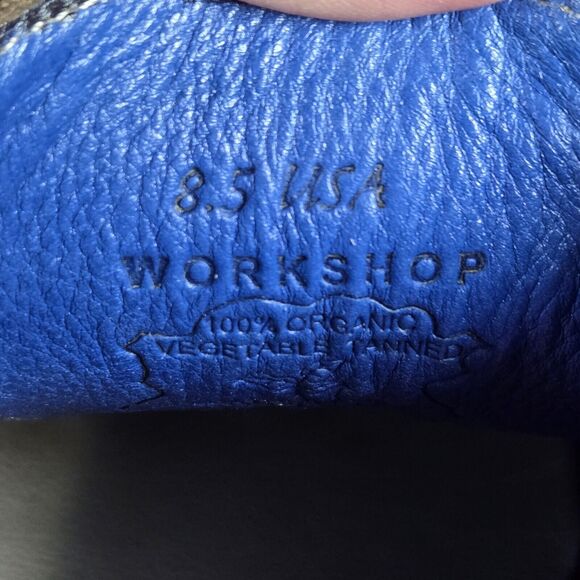 8.5 USA
WORKSHOP
100% ORGANIC
VEGETABLE TANNED